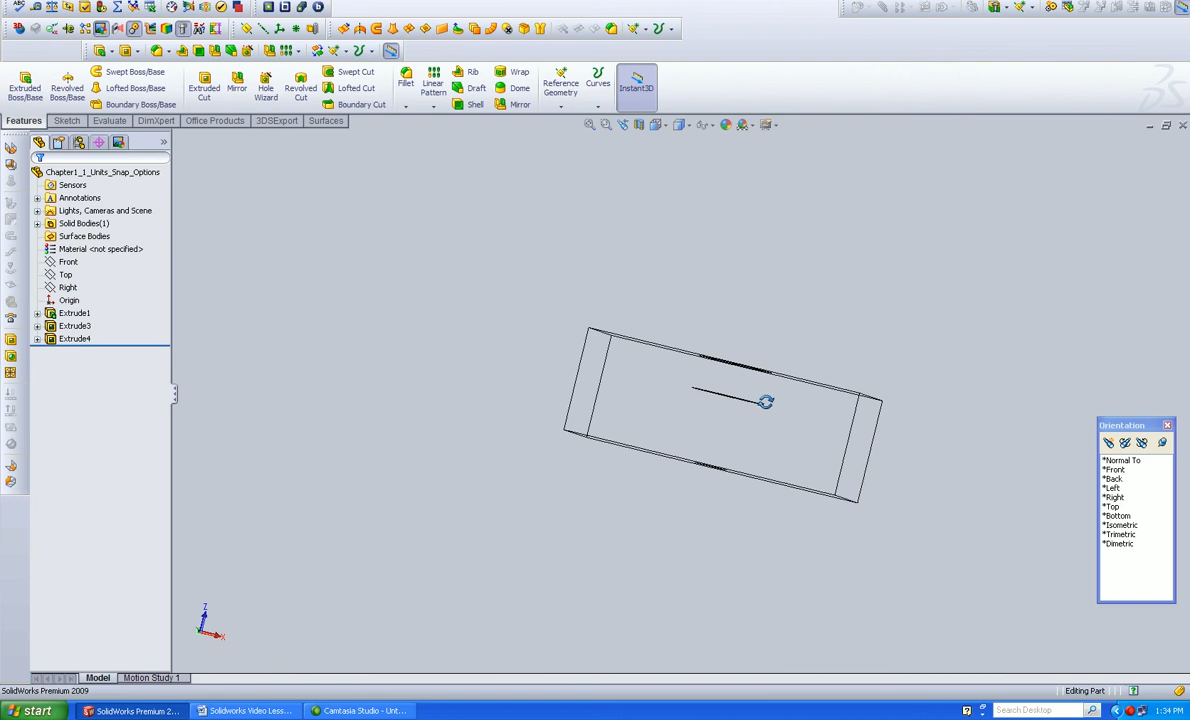 ABC
3D
Extruded Boss/Base
Revolved Boss/Base
Swept Boss/Base
Lofted Boss/Base
Boundary Boss/Base
Extruded Cut
Mirror
Hole Wizard
Revolved Cut
Swept Cut
Lofted Cut
Boundary Cut
Fillet
Linear Pattern
Rib
Draft
Shell
Wrap
Dome
Mirror
Reference Geometry
Curves
Instant3D
Features
Sketch
Evaluate
DimXpert
Office Products
3DSExport
Surfaces
Chapter1_1_Units_Snap_Options
Sensors
Annotations
Lights, Cameras and Scene
Solid Bodies(1)
Surface Bodies
Material <not specified>
Front
Top
Right
Origin
Extrude1
Extrude3
Extrude4
Orientation
*Normal To
*Front
*Back
*Left
*Right
*Top
*Bottom
*Isometric
*Trimetric
*Dimetric
Z
X
Model
Motion Study 1
SolidWorks Premium 2009
Editing Part
start
SolidWorks Premium 2...
Solidworks Video Less...
Camtasia Studio - Unt...
Search Desktop
1:34 PM